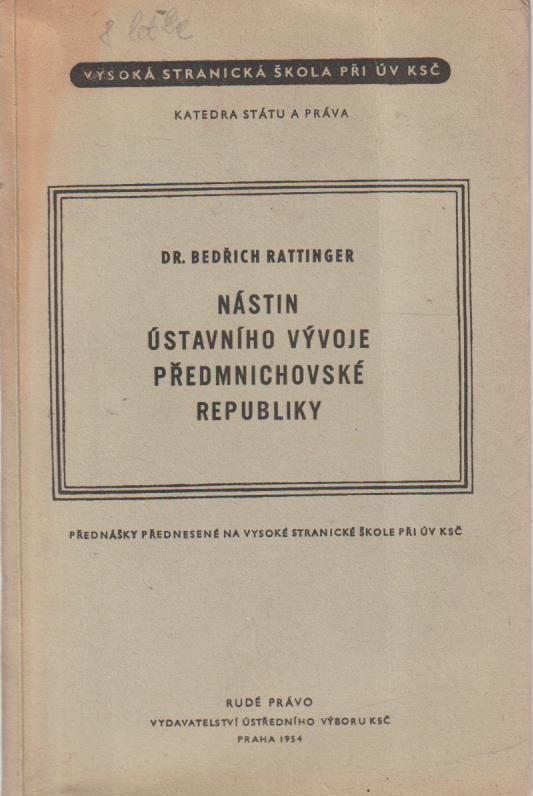 VYSOKÁ STRANICKÁ ŠKOLA PŘI ÚV KSČ
KATEDRA STÁTU A PRÁVA
DR. BEDŘICH RATTINGER
NÁSTIN
ÚSTAVNÍHO VÝVOJE
PŘEDMNICHOVSKÉ
REPUBLIKY
PŘEDNÁŠKY PŘEDNESENÉ NA VYSOKÉ STRANICKÉ ŠKOLE PŘI ÚV KSČ
RUDÉ PRÁVO
VYDAVATELSTVÍ ÚSTŘEDNÍHO VÝBORU KSČ
PRAHA 1954